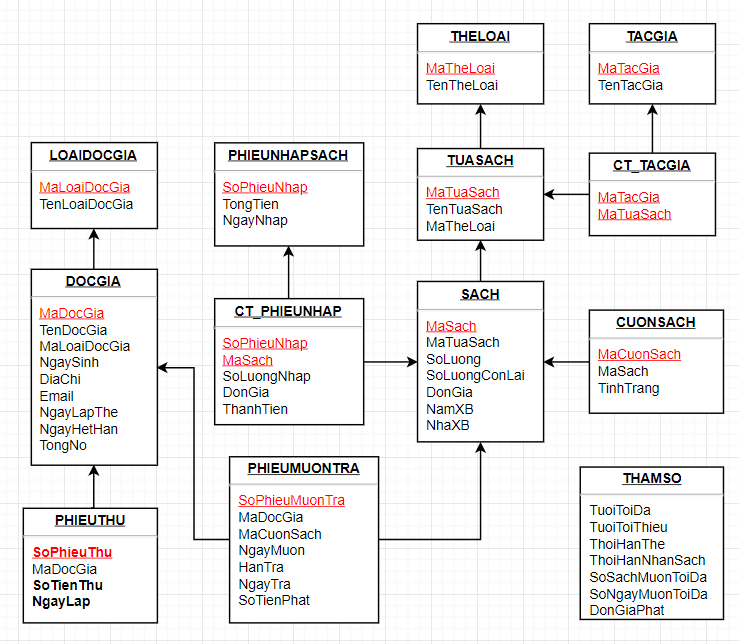 THELOAI
MaTheLoai
TenTheLoai
TACGIA
MaTacGia
TenTacGia
LOAIDOCGIA
MaLoaiDocGia
TenLoaiDocGia
PHIEUNHAPSACH
SoPhieuNhap
TongTien
NgayNhap
TUASACH
MaTuaSach
TenTuaSach
MaTheLoai
CT_TACGIA
MaTacGia
MaTuaSach
DOCGIA
MaDocGia
TenDocGia
MaLoaiDocGia
NgaySinh
DiaChi
Email
NgayLapThe
NgayHetHan
TongNo
CT_PHIEUNHAP
SoPhieuNhap
MaSach
SoLuongNhap
DonGia
ThanhTien
SACH
MaSach
MaTuaSach
SoLuong
SoLuongConLai
DonGia
NamXB
NhaXB
CUONSACH
MaCuonSach
MaSach
TinhTrang
PHIEUTHU
SoPhieuThu
MaDocGia
SoTienThu
NgayLap
PHIEUMUONTRA
SoPhieuMuonTra
MaDocGia
MaCuonSach
NgayMuon
HanTra
NgayTra
SoTienPhat
THAMSO
TuoiToiDa
TuoiToiThieu
ThoiHanThe
ThoiHanNhanSach
SoSachMuonToiDa
SoNgayMuonToiDa
DonGiaPhat